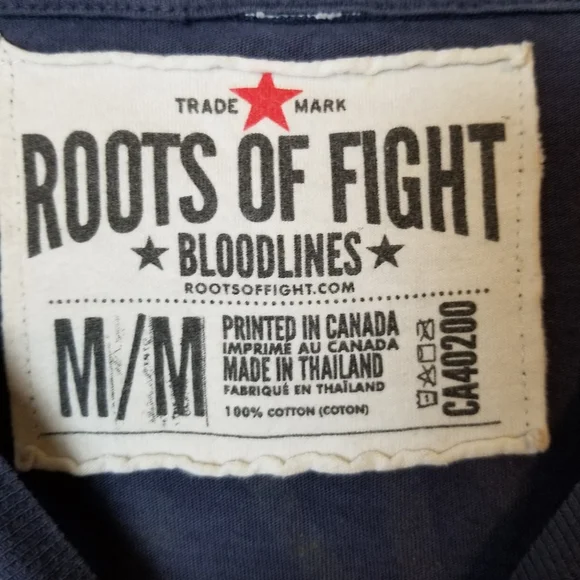 TRADE MARK
ROOTS OF FIGHT
BLOODLINES
ROOTSOFFIGHT.COM
M/M
PRINTED IN CANADA
IMPRIMÉ AU CANADA
MADE IN THAILAND
FABRIQUÉ EN THAÏLAND
100% COTTON (COTON)
CA40200